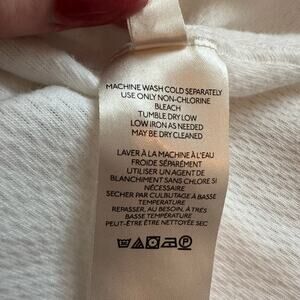 MACHINE WASH COLD SEPARATELY
USE ONLY NON-CHLORINE
BLEACH
TUMBLE DRY LOW
LOW IRON AS NEEDED
MAY BE DRY CLEANED
LAVER À LA MACHINE À L'EAU
FROIDE SÉPARÉMENT
UTILISER UN AGENT DE
BLANCHIMENT SANS CHLORE SI
NÉCESSAIRE
SECHER PAR CULBUTAGE À BASSE
TEMPÉRATURE
REPASSER, AU BESOIN, À TRÉS
BASSE TEMPÉRATURE
PEUT-ÊTRE ÊTRE NETTOYÉE SEC